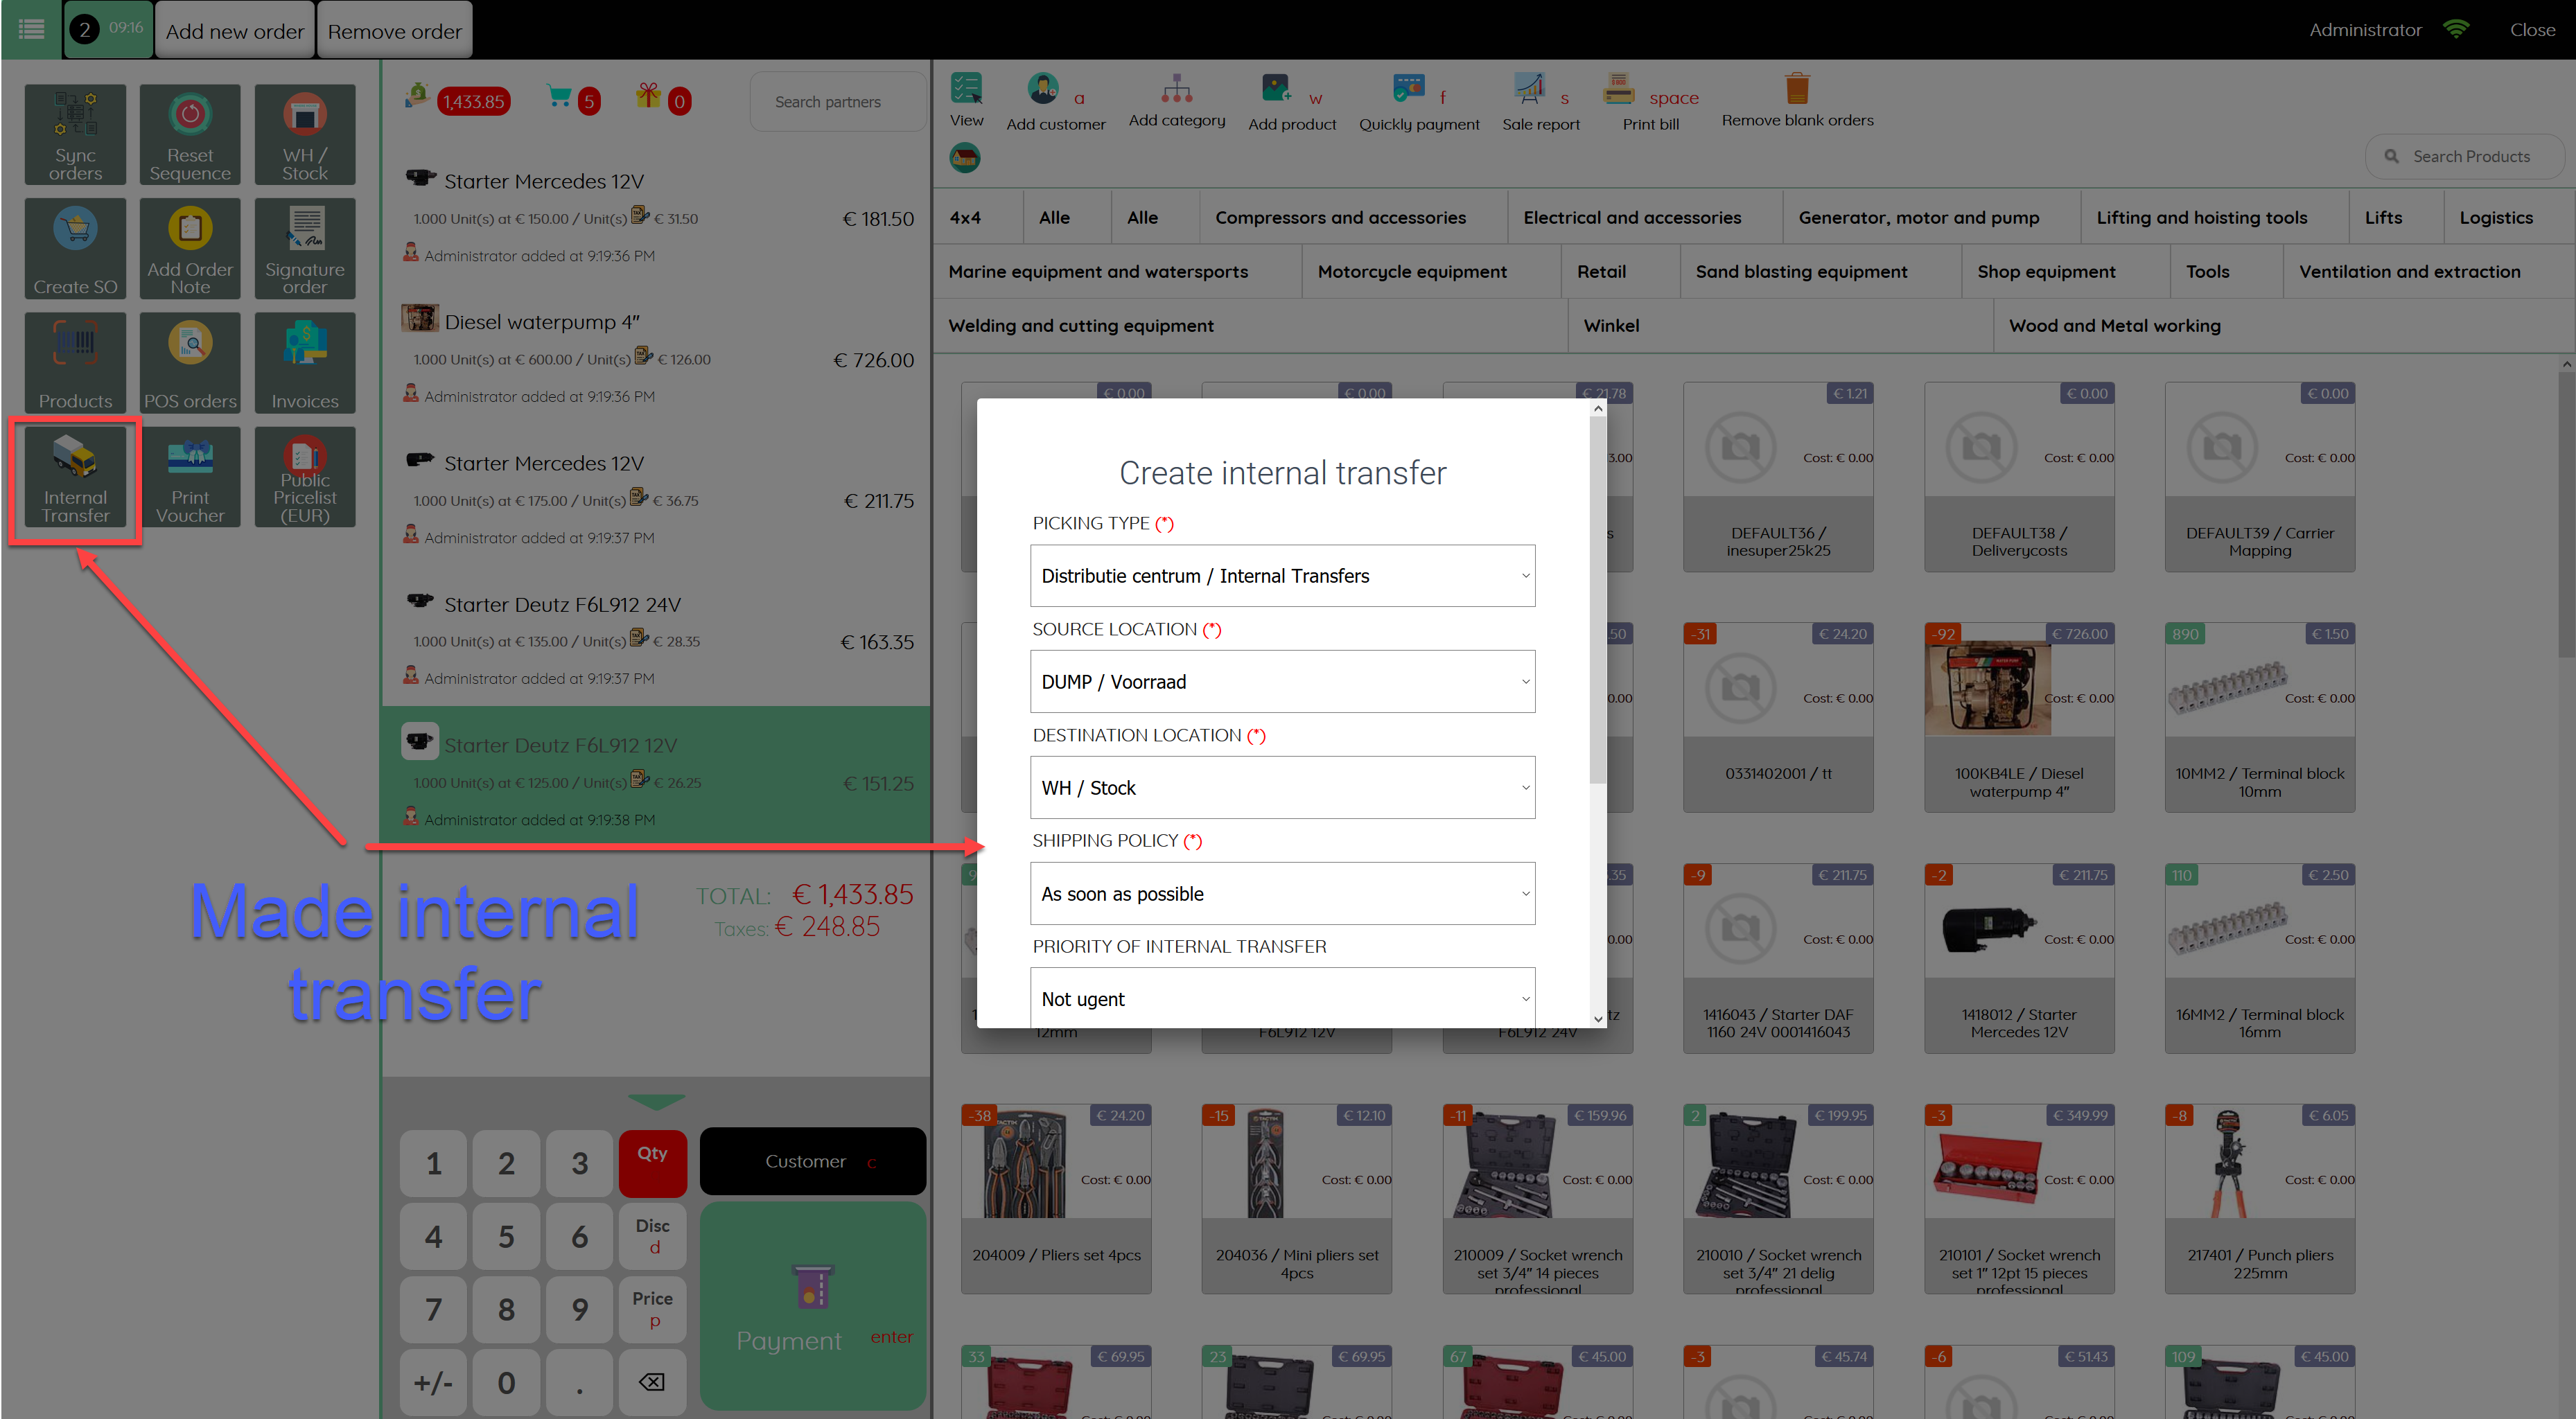 2 09:16 Add new order Remove order Administrator Close
Sync
orders
Reset
Sequence
WH /
Stock
Create SO
Add Order
Note
Signature
order
Products
POS orders
Invoices
Internal
Transfer
Print
Voucher
Public
Pricelist
(EUR)
1,433.85 5 0 Search partners
Starter Mercedes 12V
1.000 Unit(s) at € 150.00 / Unit(s) € 31.50 € 181.50
Administrator added at 9:19:36 PM
Diesel waterpump 4"
1.000 Unit(s) at € 600.00 / Unit(s) € 126.00 € 726.00
Administrator added at 9:19:36 PM
Starter Mercedes 12V
1.000 Unit(s) at € 175.00 / Unit(s) € 36.75 € 211.75
Administrator added at 9:19:37 PM
Starter Deutz F6L912 24V
1.000 Unit(s) at € 135.00 / Unit(s) € 28.35 € 163.35
Administrator added at 9:19:37 PM
Starter Deutz F6L912 12V
1.000 Unit(s) at € 125.00 / Unit(s) € 26.25 € 151.25
Administrator added at 9:19:38 PM
TOTAL: € 1,433.85
Taxes: € 248.85
Made internal
transfer
1 2 3 Qty
4 5 6 Disc
d
7 8 9 Price
p
+/- 0 .
Customer c
Payment enter
View
a
Add customer
Add category
w
Add product
f
Quickly payment
s
Sale report
space
Print bill
Remove blank orders
Search Products
4x4 Alle Alle Compressors and accessories Electrical and accessories Generator, motor and pump Lifting and hoisting tools Lifts Logistics
Marine equipment and watersports Motorcycle equipment Retail Sand blasting equipment Shop equipment Tools Ventilation and extraction
Welding and cutting equipment Winkel Wood and Metal working
Create internal transfer
PICKING TYPE (*)
Distributie centrum / Internal Transfers
SOURCE LOCATION (*)
DUMP / Voorraad
DESTINATION LOCATION (*)
WH / Stock
SHIPPING POLICY (*)
As soon as possible
PRIORITY OF INTERNAL TRANSFER
Not ugent
€ 0.00
€ 0.00
€ 21.78
€ 1.21
Cost: € 0.00
DEFAULT36 /
inesuper25k25
€ 0.00
Cost: € 0.00
DEFAULT38 /
Deliverycosts
€ 0.00
Cost: € 0.00
DEFAULT39 / Carrier
Mapping
-31 € 24.20
Cost: € 0.00
0331402001 / tt
-92 € 726.00
Cost: € 0.00
100KB4LE / Diesel
waterpump 4"
890 € 1.50
Cost: € 0.00
10MM2 / Terminal block
10mm
12mm
F6L912 12V
F6L912 24V
-9 € 211.75
Cost: € 0.00
1416043 / Starter DAF
1160 24V 0001416043
-2 € 211.75
Cost: € 0.00
1418012 / Starter
Mercedes 12V
110 € 2.50
Cost: € 0.00
16MM2 / Terminal block
16mm
-38 € 24.20
Cost: € 0.00
204009 / Pliers set 4pcs
-15 € 12.10
Cost: € 0.00
204036 / Mini pliers set
4pcs
-11 € 159.96
Cost: € 0.00
210009 / Socket wrench
set 3/4" 14 pieces
professional
2 € 199.95
Cost: € 0.00
210010 / Socket wrench
set 3/4" 21 delig
professional
-3 € 349.99
Cost: € 0.00
210101 / Socket wrench
set 1" 12pt 15 pieces
professional
-8 € 6.05
Cost: € 0.00
217401 / Punch pliers
225mm
33 € 69.95
23 € 69.95
67 € 45.00
-3 € 45.74
-6 € 51.43
109 € 45.00